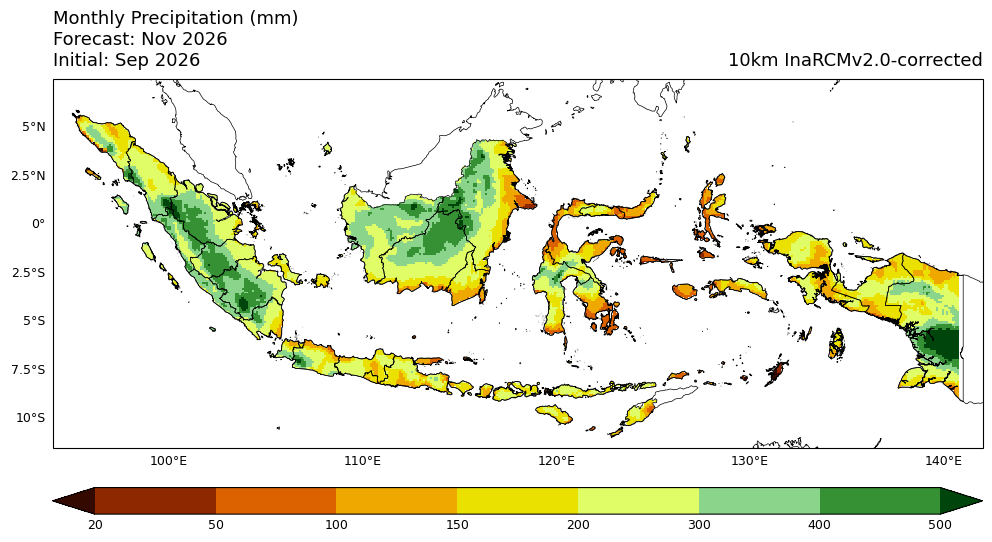 Monthly Precipitation (mm)
Forecast: Nov 2026
Initial: Sep 2026
10km InaRCMv2.0-corrected
5°N
2.5°N
0°
2.5°S
5°S
7.5°S
10°S
100°E 110°E 120°E 130°E 140°E
20 50 100 150 200 300 400 500